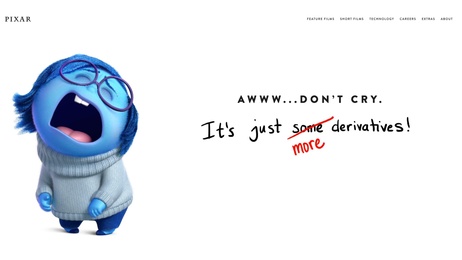 PIXAR
FEATURE FILMS SHORT FILMS TECHNOLOGY CAREERS EXTRAS ABOUT
AWWW...DON'T CRY.
It's just some derivatives!
more